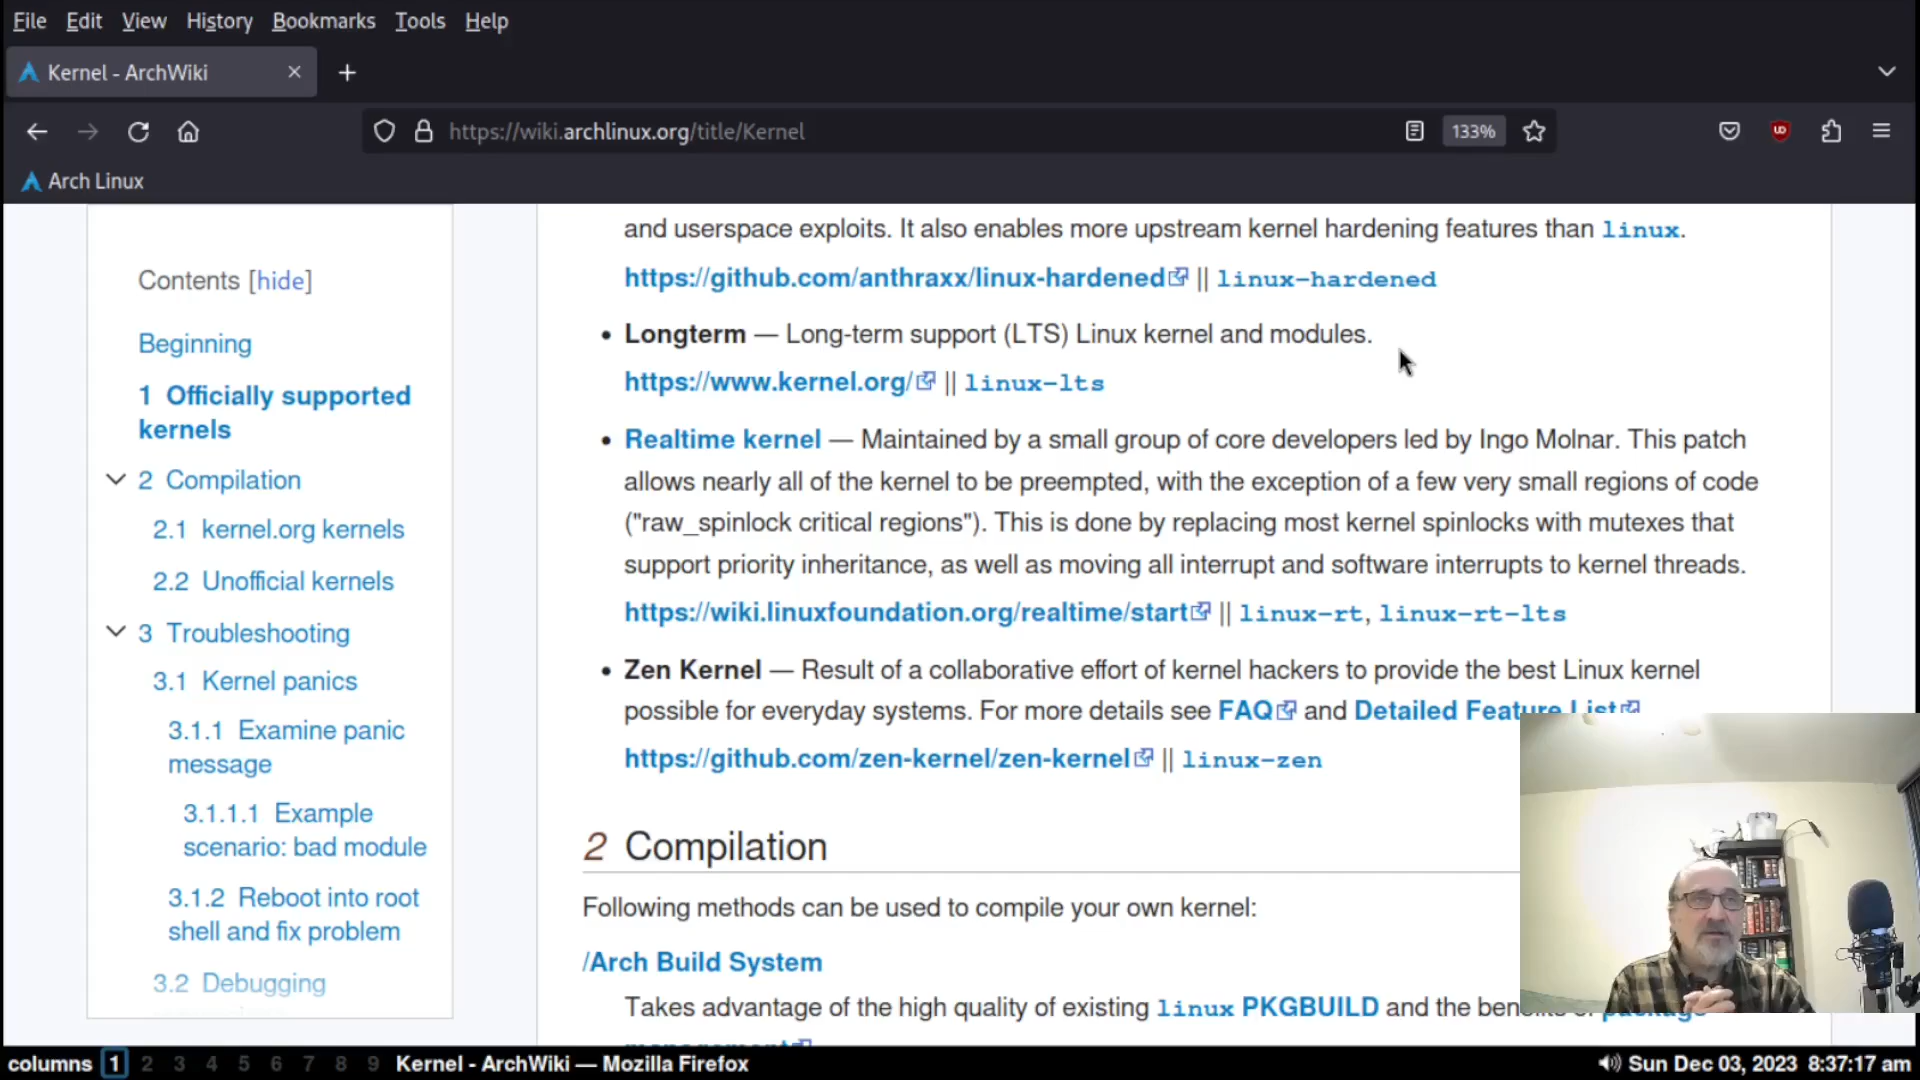 File Edit View History Bookmarks Tools Help
Kernel - ArchWiki
https://wiki.archlinux.org/title/Kernel
133%
Arch Linux
Contents [hide]
Beginning
1 Officially supported
kernels
2 Compilation
2.1 kernel.org kernels
2.2 Unofficial kernels
3 Troubleshooting
3.1 Kernel panics
3.1.1 Examine panic
message
3.1.1.1 Example
scenario: bad module
3.1.2 Reboot into root
shell and fix problem
3.2 Debugging
and userspace exploits. It also enables more upstream kernel hardening features than linux.
https://github.com/anthraxx/linux-hardened || linux-hardened
• Longterm — Long-term support (LTS) Linux kernel and modules.
https://www.kernel.org/ || linux-lts
• Realtime kernel — Maintained by a small group of core developers led by Ingo Molnar. This patch
allows nearly all of the kernel to be preempted, with the exception of a few very small regions of code
("raw_spinlock critical regions"). This is done by replacing most kernel spinlocks with mutexes that
support priority inheritance, as well as moving all interrupt and software interrupts to kernel threads.
https://wiki.linuxfoundation.org/realtime/start || linux-rt, linux-rt-lts
• Zen Kernel — Result of a collaborative effort of kernel hackers to provide the best Linux kernel
possible for everyday systems. For more details see FAQ and Detailed Feature List
https://github.com/zen-kernel/zen-kernel || linux-zen
2 Compilation
Following methods can be used to compile your own kernel:
/Arch Build System
Takes advantage of the high quality of existing linux PKGBUILD and the
columns 1 2 3 4 5 6 7 8 9 Kernel - ArchWiki — Mozilla Firefox
Sun Dec 03, 2023 8:37:17 am